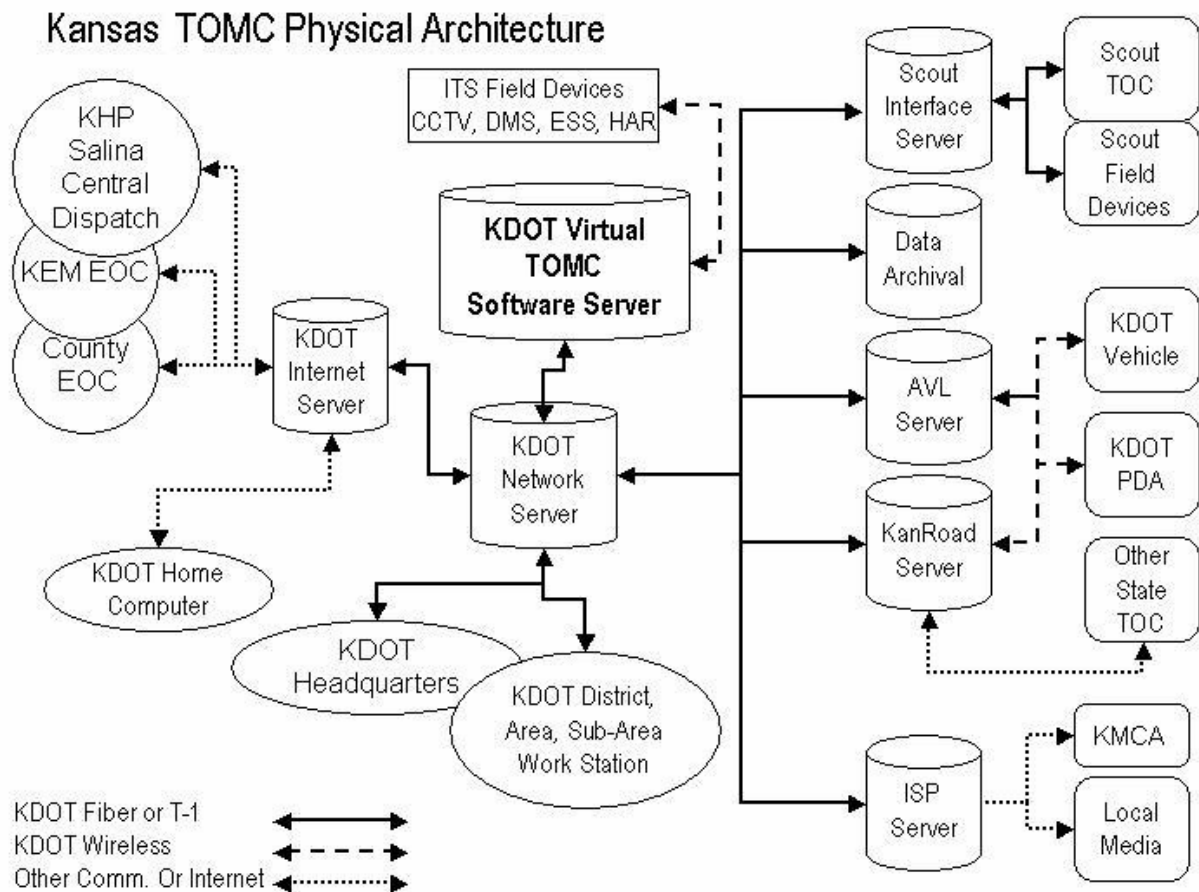 Kansas TOMC Physical Architecture
ITS Field Devices
CCTV, DMS, ESS, HAR
KHP
Salina
Central
Dispatch
KEM EOC
County
EOC
KDOT
Internet
Server
KDOT Virtual
TOMC
Software Server
KDOT
Network
Server
KDOT Home
Computer
KDOT
Headquarters
KDOT District,
Area, Sub-Area
Work Station
Scout
Interface
Server
Scout
TOC
Scout
Field
Devices
Data
Archival
AVL
Server
KDOT
Vehicle
KDOT
PDA
KanRoad
Server
Other
State
TOC
ISP
Server
KMCA
Local
Media
KDOT Fiber or T-1
KDOT Wireless
Other Comm. Or Internet